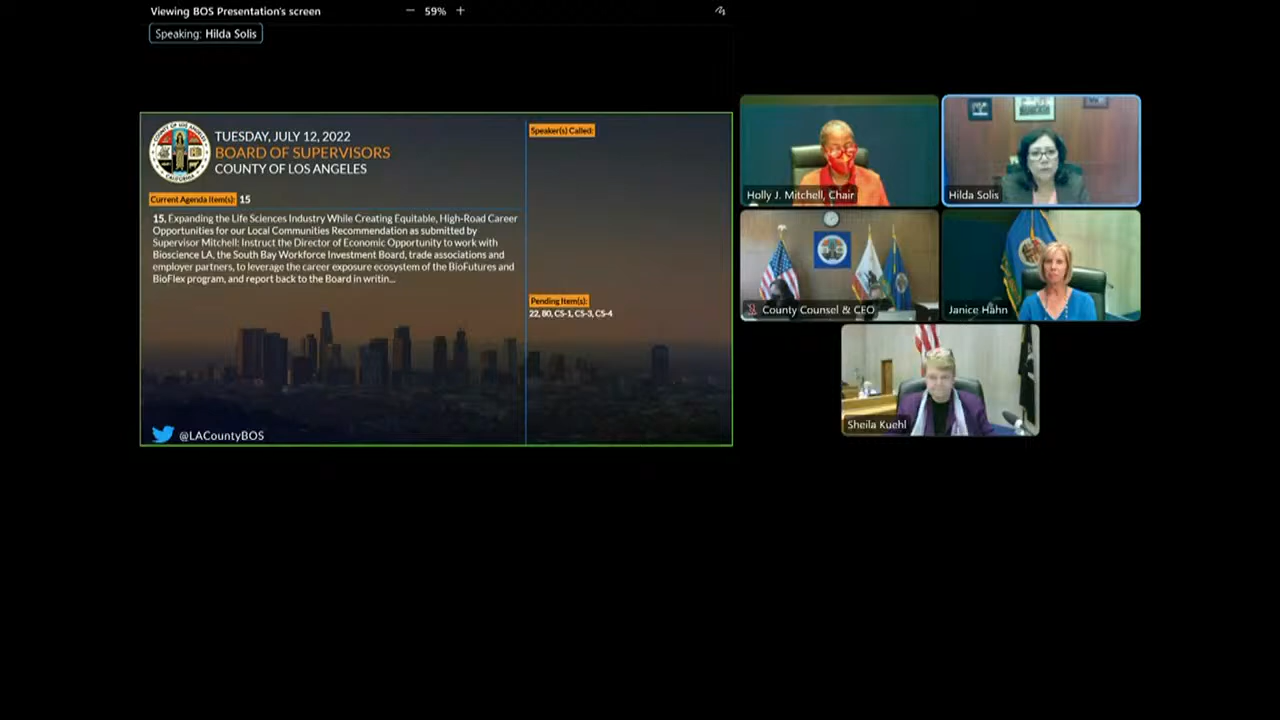 Viewing BOS Presentation's screen
59%
Speaking: Hilda Solis
TUESDAY, JULY 12, 2022
BOARD OF SUPERVISORS
COUNTY OF LOS ANGELES
Current Agenda Item(s): 15
15. Expanding the Life Sciences Industry While Creating Equitable, High-Road Career
Opportunities for our Local Communities Recommendation as submitted by
Supervisor Mitchell: Instruct the Director of Economic Opportunity to work with
Bioscience LA, the South Bay Workforce Investment Board, trade associations and
employer partners, to leverage the career exposure ecosystem of the BioFutures and
BioFlex program, and report back to the Board in writin...
Speaker(s) Called:
Pending Item(s):
22, 80, CS-1, CS-3, CS-4
@LACountyBOS
Holly J. Mitchell, Chair
Hilda Solis
County Counsel & CEO
Janice Hahn
Sheila Kuehl